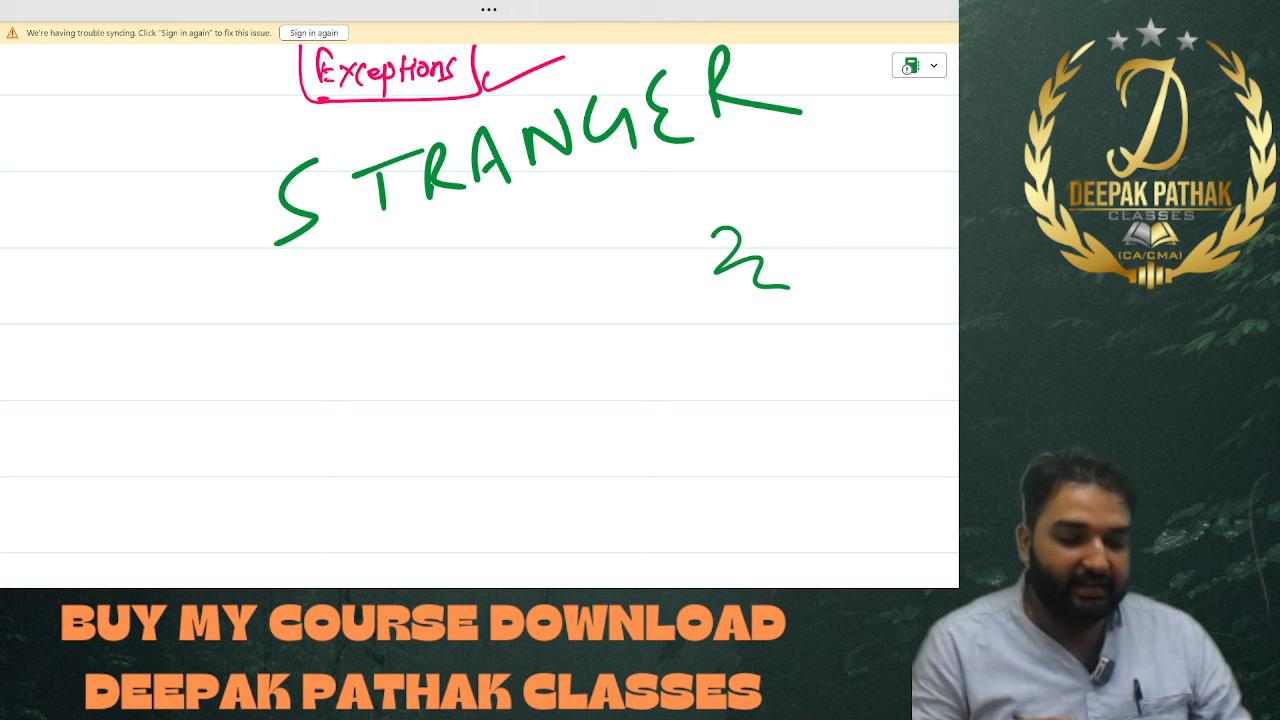 ...
We're having trouble syncing. Click "Sign in again" to fix this issue. Sign in again
Exceptions
STRANGER
D
DEEPAK PATHAK
CLASSES
(CA/CMA)
BUY MY COURSE DOWNLOAD
DEEPAK PATHAK CLASSES